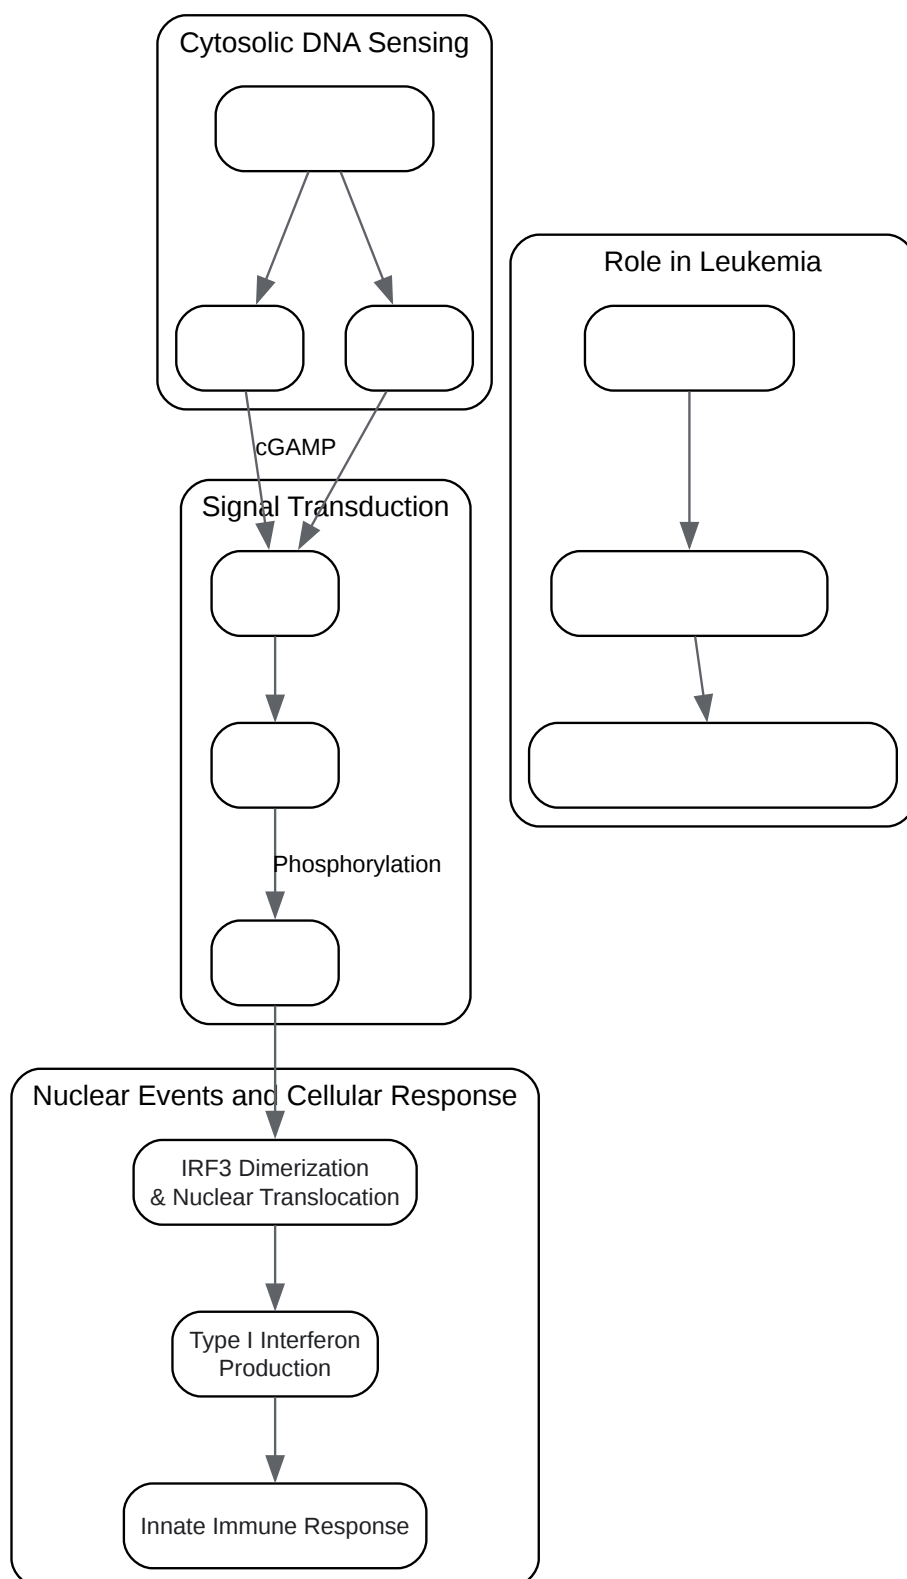 Cytosolic DNA Sensing
Role in Leukemia
cGAMP
Signal Transduction
Phosphorylation
Nuclear Events and Cellular Response
IRF3 Dimerization
& Nuclear Translocation
Type I Interferon
Production
Innate Immune Response